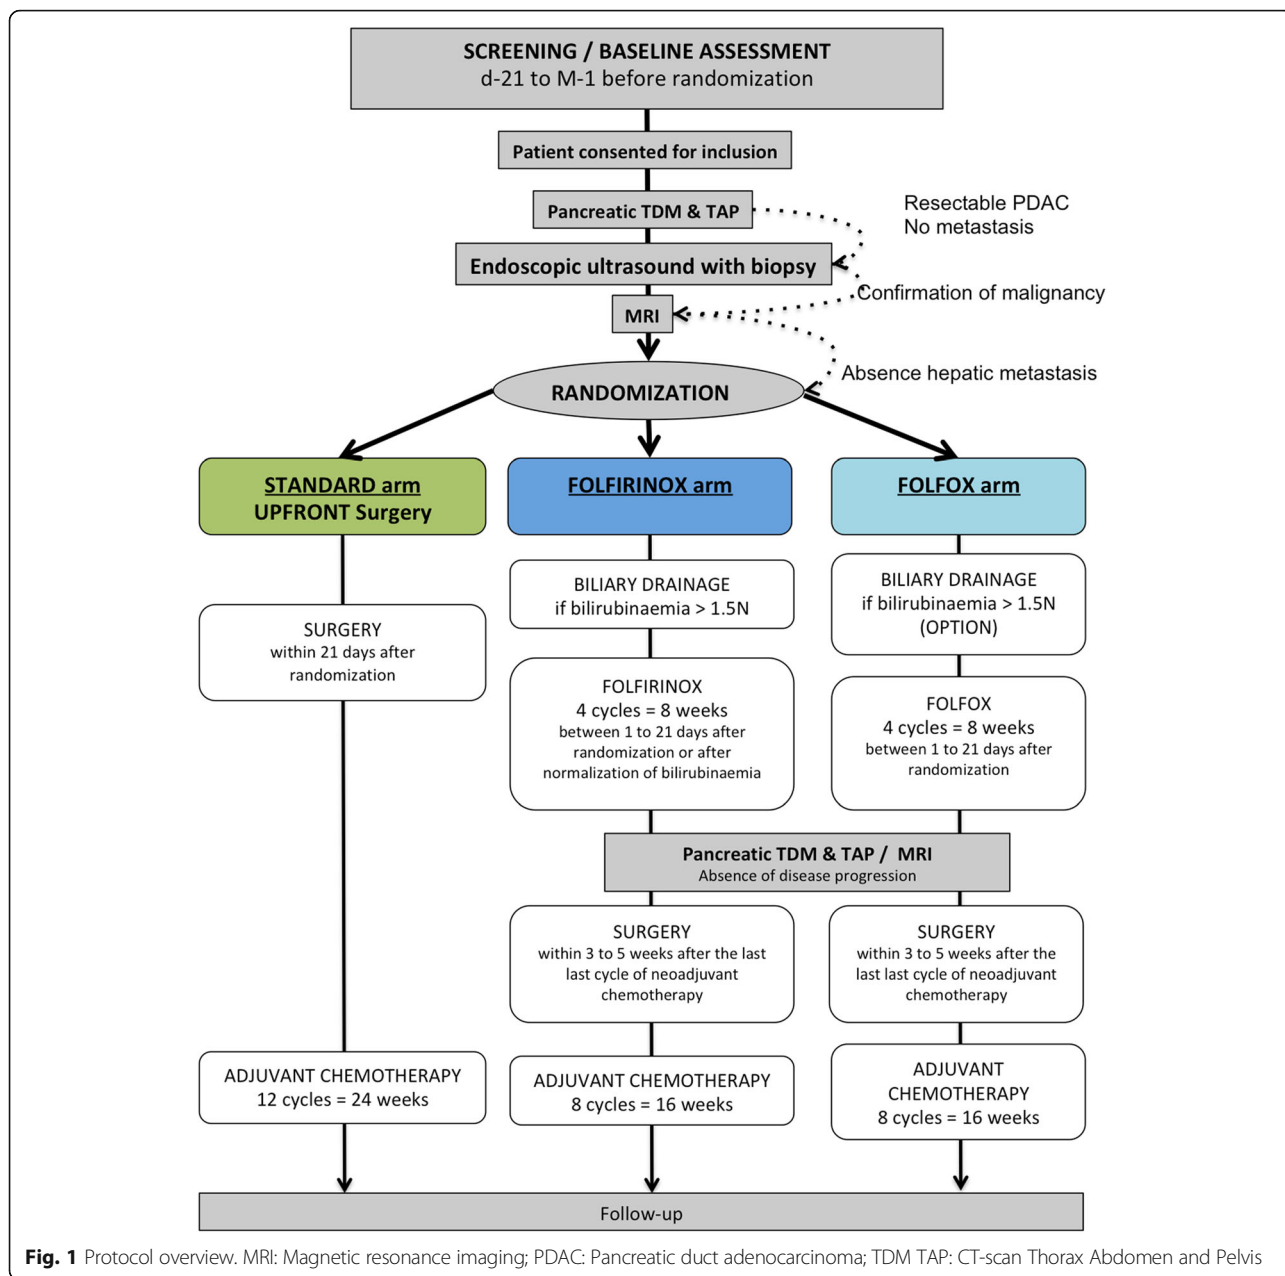 SCREENING / BASELINE ASSESSMENT
d-21 to M-1 before randomization
Patient consented for inclusion
Pancreatic TDM & TAP
Resectable PDAC
No metastasis
Endoscopic ultrasound with biopsy
Confirmation of malignancy
MRI
Absence hepatic metastasis
RANDOMIZATION
STANDARD arm
UPFRONT Surgery
SURGERY
within 21 days after
randomization
ADJUVANT CHEMOTHERAPY
12 cycles = 24 weeks
FOLFIRINOX arm
BILIARY DRAINAGE
if bilirubinaemia > 1.5N
FOLFIRINOX
4 cycles = 8 weeks
between 1 to 21 days after
randomization or after
normalization of bilirubinaemia
FOLFOX arm
BILIARY DRAINAGE
if bilirubinaemia > 1.5N
(OPTION)
FOLFOX
4 cycles = 8 weeks
between 1 to 21 days after
randomization
Pancreatic TDM & TAP / MRI
Absence of disease progression
SURGERY
within 3 to 5 weeks after the last
last cycle of neoadjuvant
chemotherapy
ADJUVANT CHEMOTHERAPY
8 cycles = 16 weeks
SURGERY
within 3 to 5 weeks after the
last last cycle of neoadjuvant
chemotherapy
ADJUVANT
CHEMOTHERAPY
8 cycles = 16 weeks
Follow-up
Fig. 1 Protocol overview. MRI: Magnetic resonance imaging; PDAC: Pancreatic duct adenocarcinoma; TDM TAP: CT-scan Thorax Abdomen and Pelvis